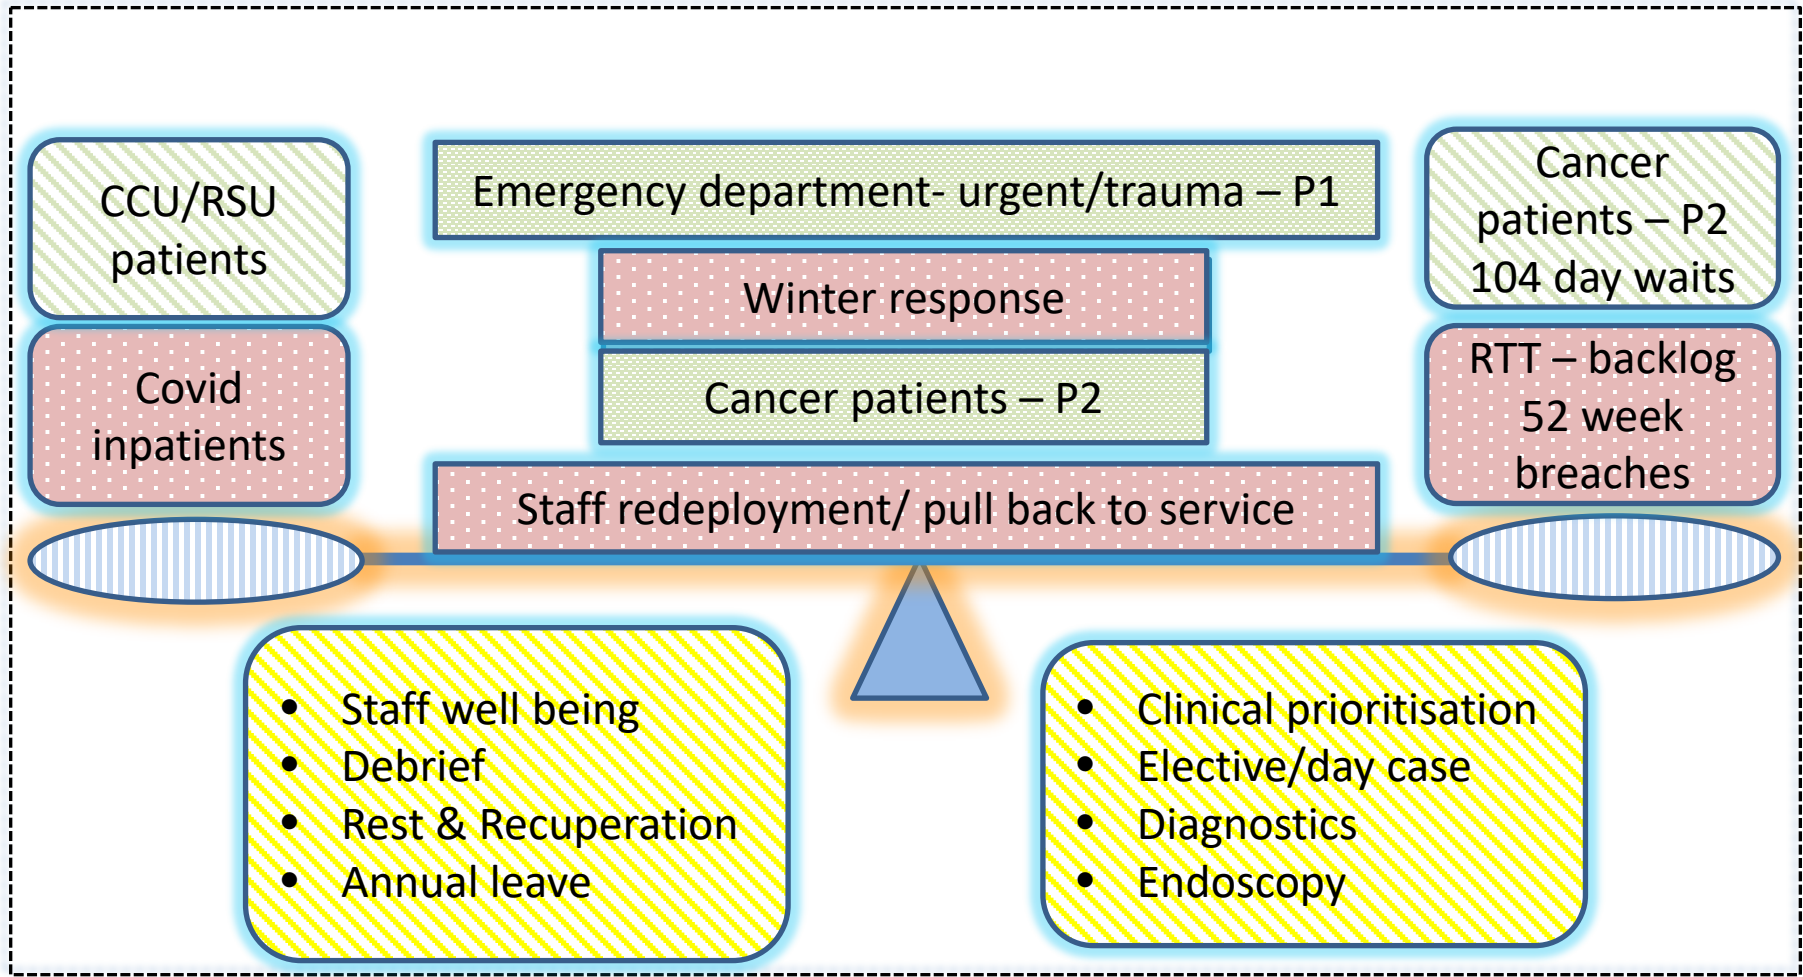 CCU/RSU
patients
Covid
inpatients
Emergency department- urgent/trauma – P1
Winter response
Cancer patients – P2
Staff redeployment/ pull back to service
Cancer
patients – P2
104 day waits
RTT – backlog
52 week
breaches
• Staff well being
• Debrief
• Rest & Recuperation
• Annual leave
• Clinical prioritisation
• Elective/day case
• Diagnostics
• Endoscopy